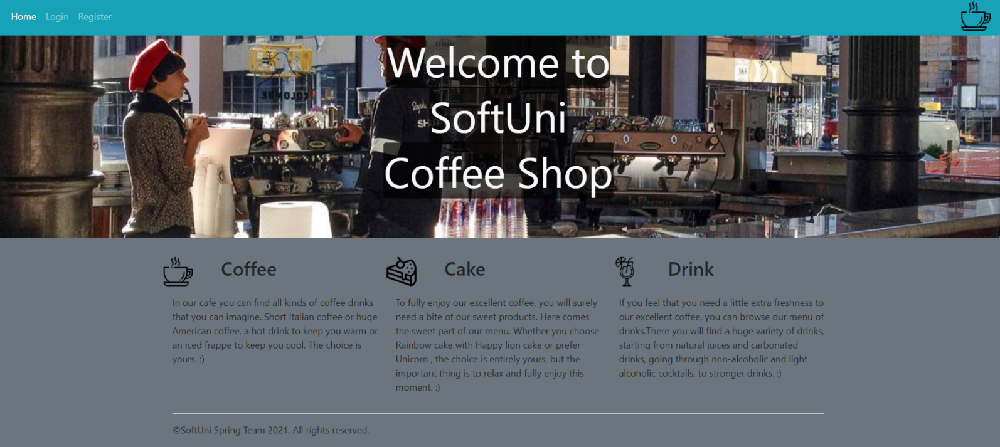 Home Login Register
Welcome to
SoftUni
Coffee Shop
Coffee
In our cafe you can find all kinds of coffee drinks
that you can imagine. Short Italian coffee or huge
American coffee, a hot drink to keep you warm or
an iced frappe to keep you cool. The choice is
yours. :)
Cake
To fully enjoy our excellent coffee, you will surely
need a bite of our sweet products. Here comes
the sweet part of our menu. Whether you choose
Rainbow cake with Happy lion cake or prefer
Unicorn , the choice is entirely yours, but the
important thing is to relax and fully enjoy this
moment. :)
Drink
If you feel that you need a little extra freshness to
our excellent coffee, you can browse our menu of
drinks.There you will find a huge variety of drinks,
starting from natural juices and carbonated
drinks, going through non-alcoholic and light
alcoholic cocktails, to stronger drinks. :)
©SoftUni Spring Team 2021. All rights reserved.